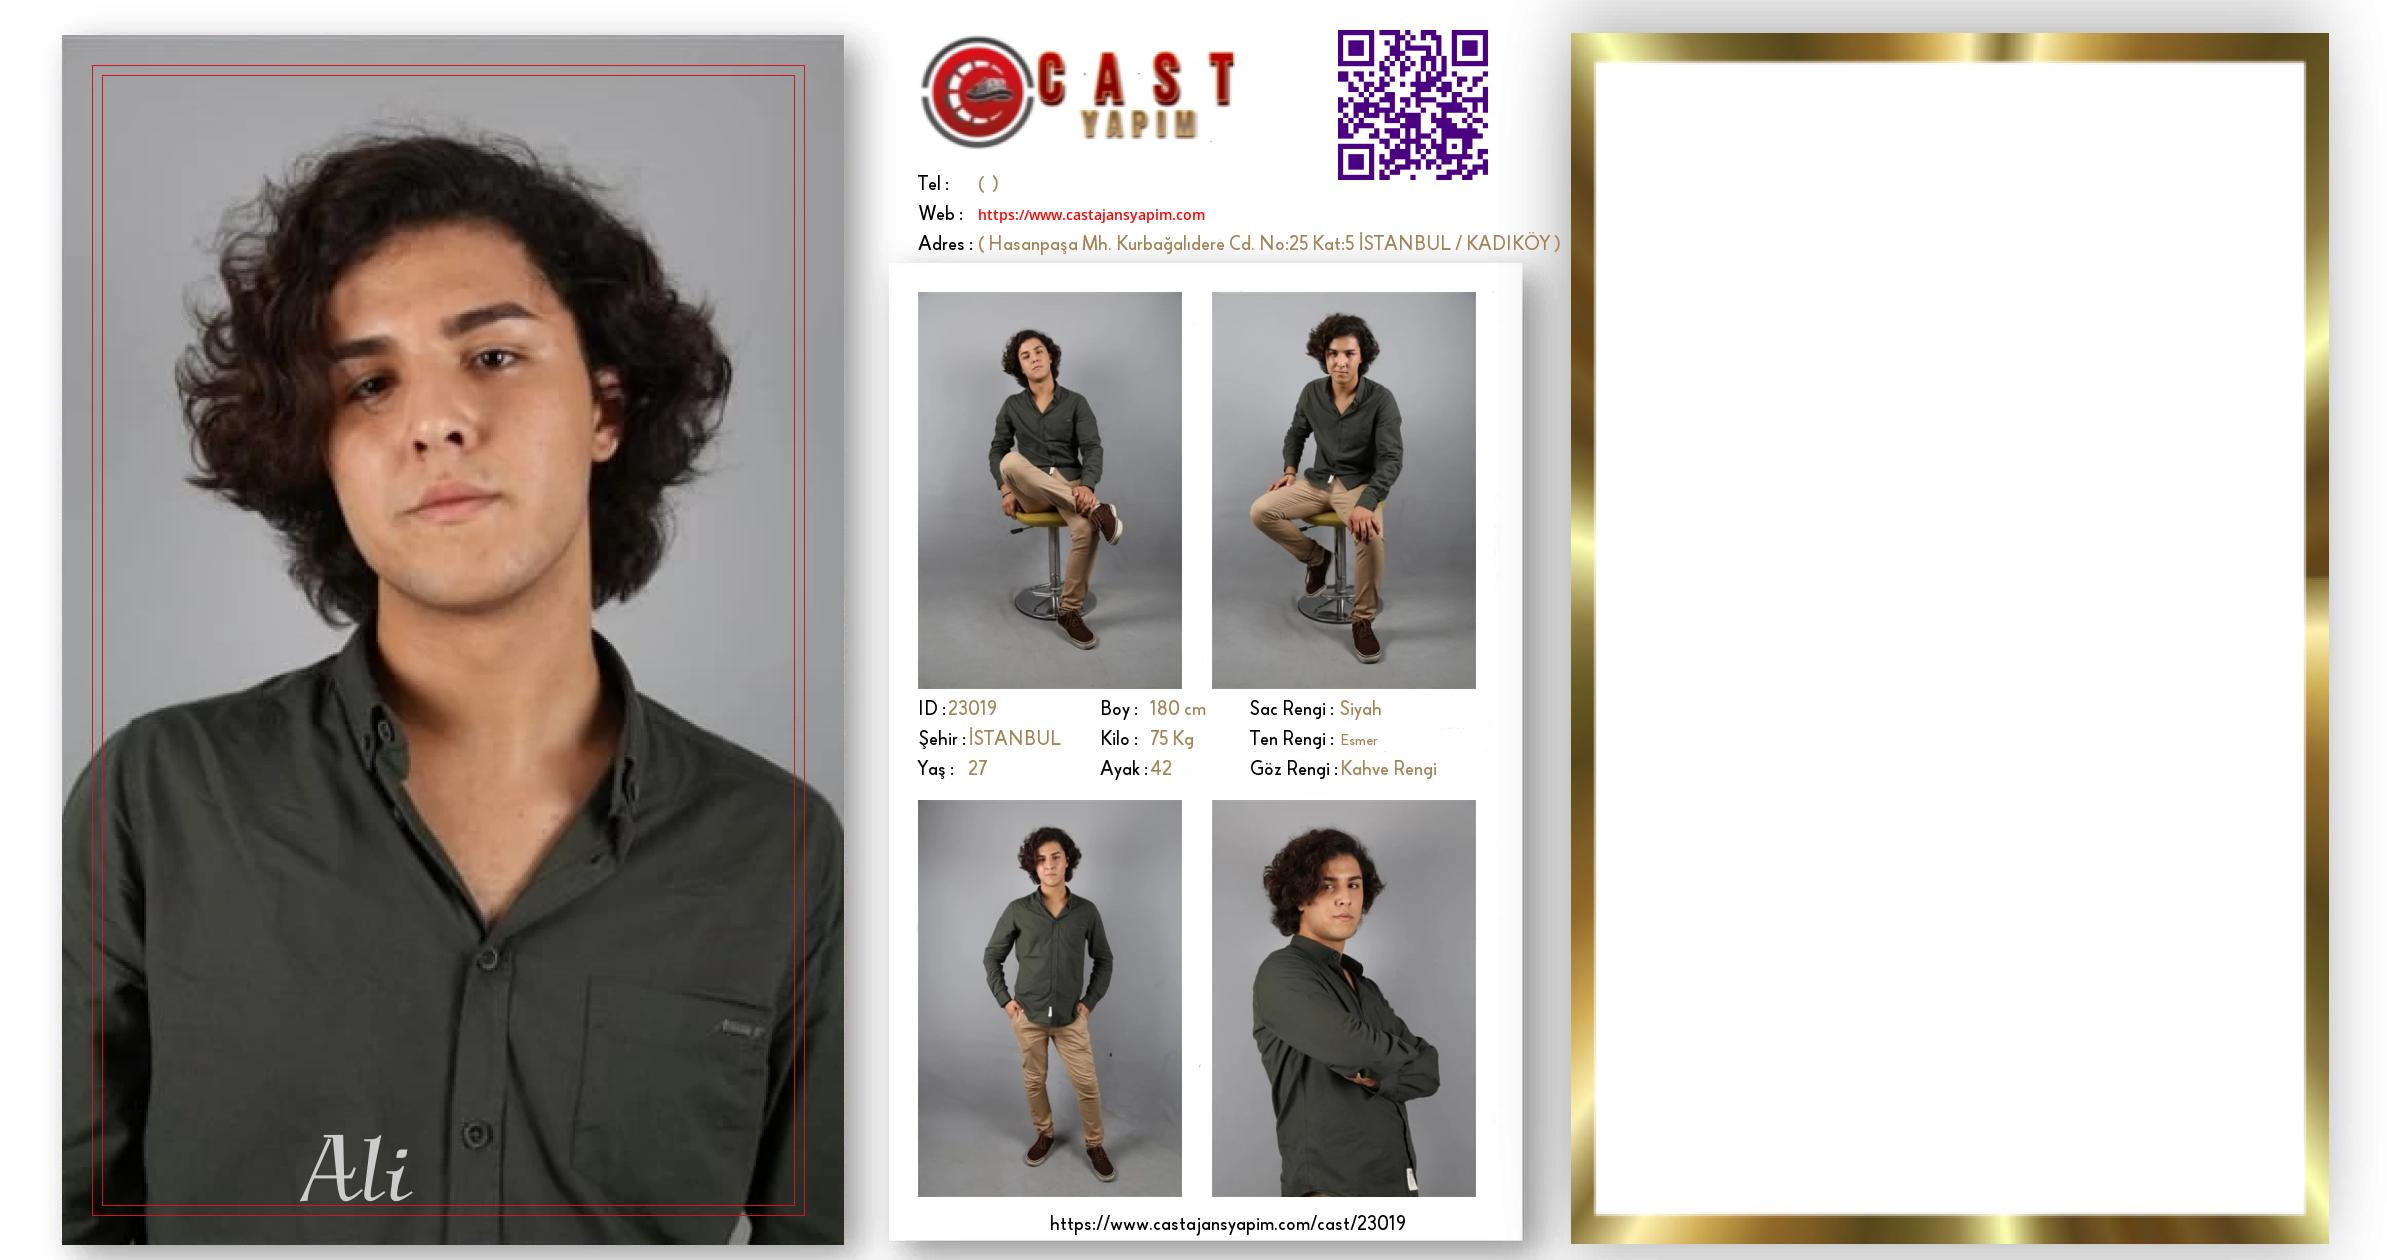 Ali
CAST
YAPIM
Tel : ( )
Web : https://www.castajansyapim.com
Adres : ( Hasanpaşa Mh. Kurbağalıdere Cd. No:25 Kat:5 İSTANBUL / KADIKÖY )
ID : 23019 Boy : 180 cm Sac Rengi : Siyah
Şehir : İSTANBUL Kilo : 75 Kg Ten Rengi : Esmer
Yaş : 27 Ayak : 42 Göz Rengi : Kahve Rengi
https://www.castajansyapim.com/cast/23019